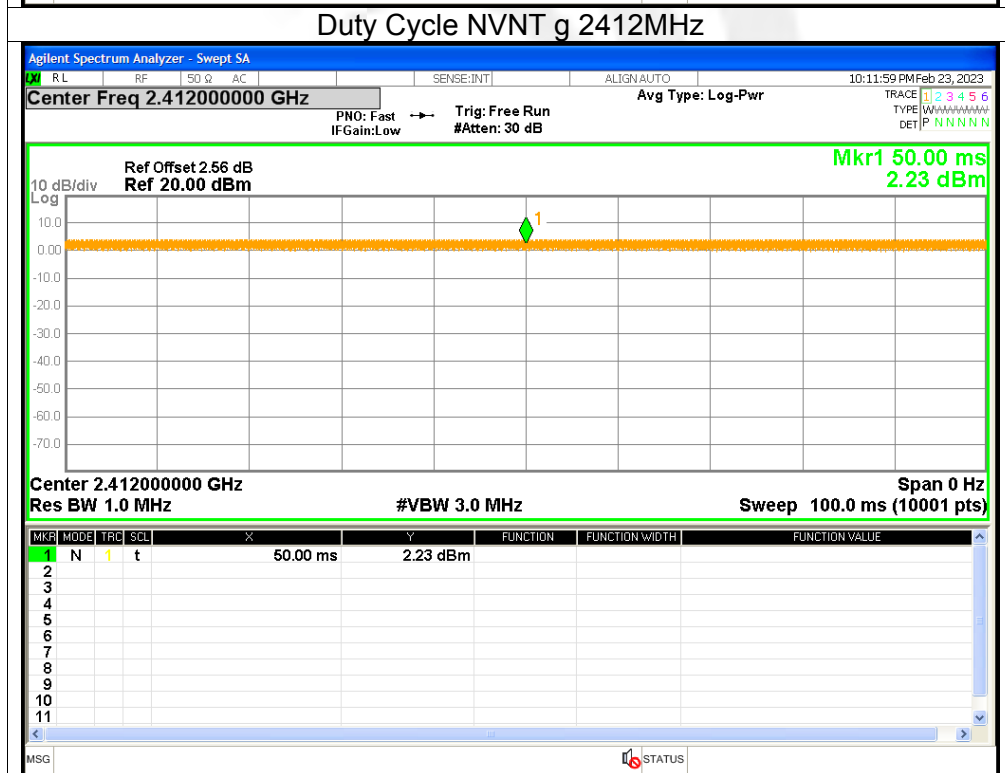 Duty Cycle NVNT g 2412MHz
Agilent Spectrum Analyzer - Swept SA
LXI RL RF 50 Ω AC SENSE:INT ALIGN AUTO 10:11:59 PM Feb 23, 2023
Center Freq 2.412000000 GHz Avg Type: Log-Pwr TRACE 1 2 3 4 5 6
PNO: Fast Trig: Free Run TYPE WWWWWW
IFGain:Low #Atten: 30 dB DET P N N N N N
Mkr1 50.00 ms
Ref Offset 2.56 dB
10 dB/div Ref 20.00 dBm 2.23 dBm
Log
1
10.0
0.00
-10.0
-20.0
-30.0
-40.0
-50.0
-60.0
-70.0
Center 2.412000000 GHz Span 0 Hz
Res BW 1.0 MHz #VBW 3.0 MHz Sweep 100.0 ms (10001 pts)
MKR MODE TRC SCL X Y FUNCTION FUNCTION WIDTH FUNCTION VALUE
1 N 1 t 50.00 ms 2.23 dBm
2
3
4
5
6
7
8
9
10
11
MSG STATUS